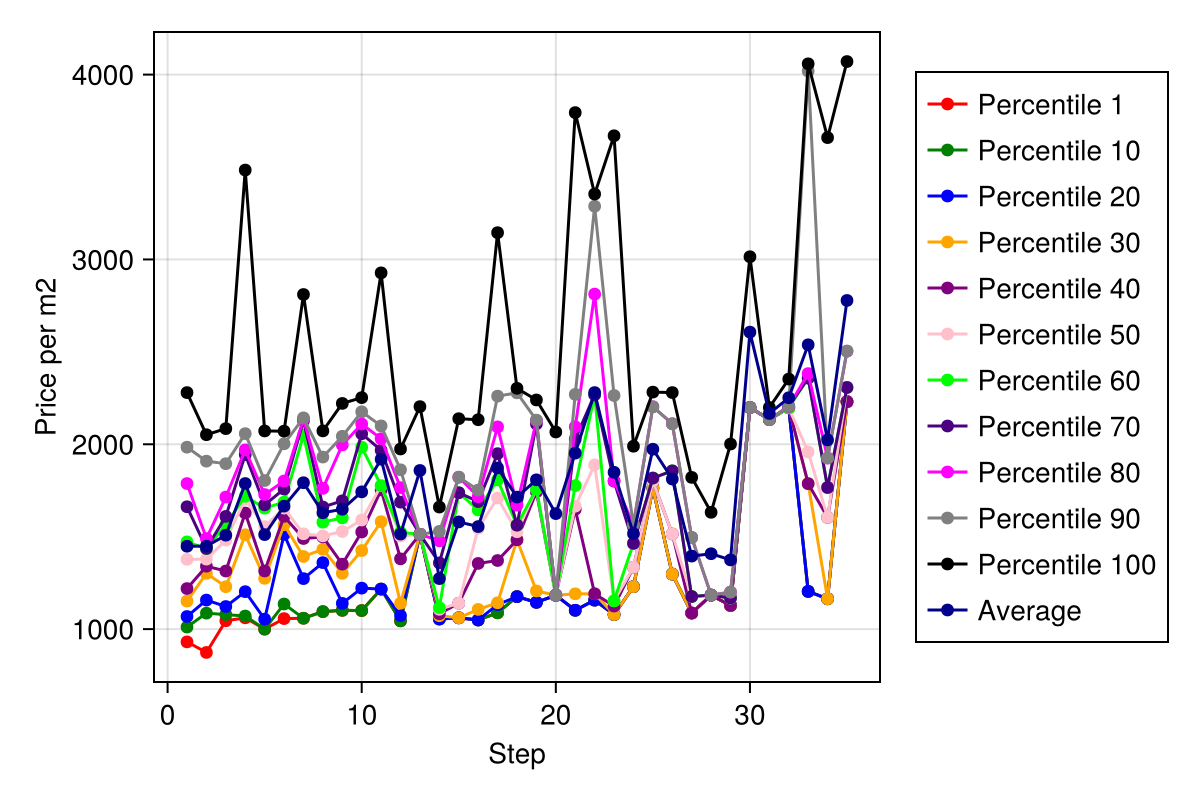 4000
3000
2000
1000
Price per m2
0
10
20
30
Step
Percentile 1
Percentile 10
Percentile 20
Percentile 30
Percentile 40
Percentile 50
Percentile 60
Percentile 70
Percentile 80
Percentile 90
Percentile 100
Average